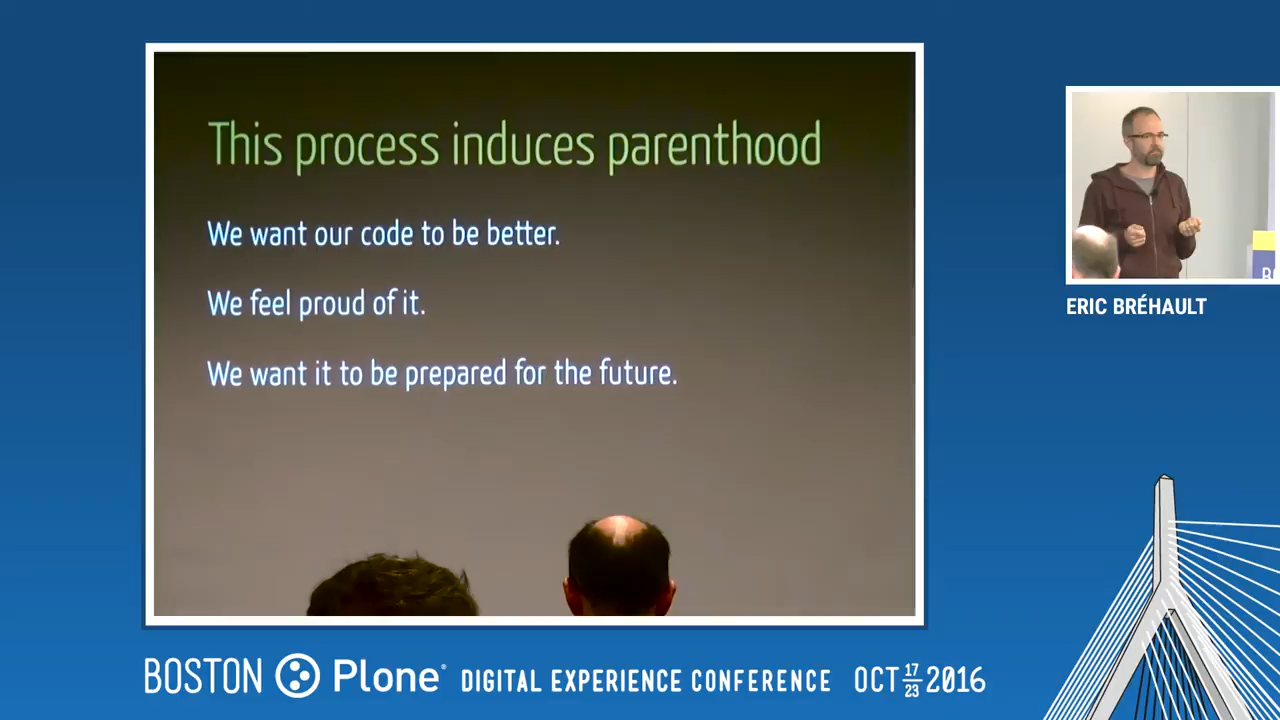 This process induces parenthood
We want our code to be better.
We feel proud of it.
We want it to be prepared for the future.
ERIC BRÉHAULT
BO
BOSTON Plone® DIGITAL EXPERIENCE CONFERENCE OCT 17 23 2016